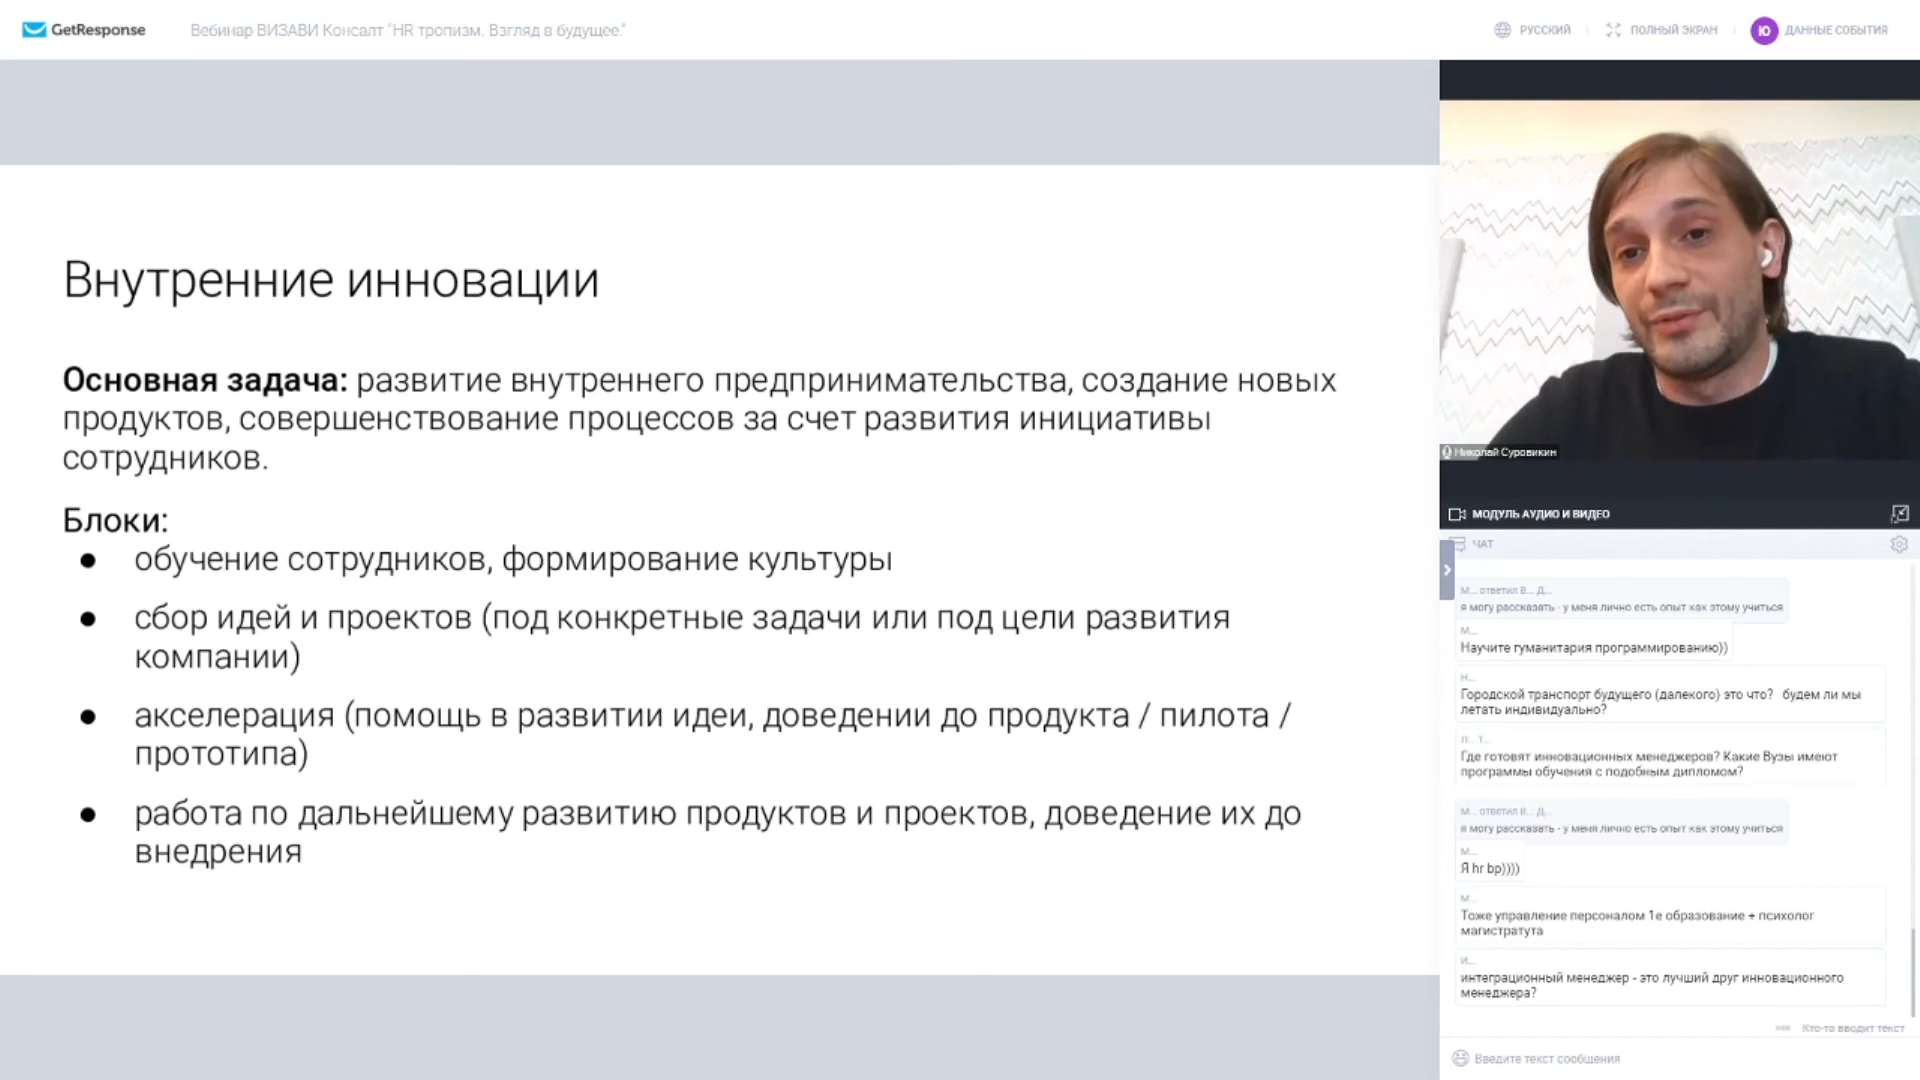 GetResponse
Вебинар ВИЗАВИ Консалт "HR тропизм. Взгляд в будущее."
РУССКИЙ
ПОЛНЫЙ ЭКРАН
Ю
ДАННЫЕ СОБЫТИЯ
Внутренние инновации
Основная задача: развитие внутреннего предпринимательства, создание новых
продуктов, совершенствование процессов за счет развития инициативы
сотрудников.
Блоки:
● обучение сотрудников, формирование культуры
● сбор идей и проектов (под конкретные задачи или под цели развития
компании)
● акселерация (помощь в развитии идеи, доведении до продукта / пилота /
прототипа)
● работа по дальнейшему развитию продуктов и проектов, доведение их до
внедрения
Николай Суровикин
МОДУЛЬ АУДИО И ВИДЕО
ЧАТ
М... ответил В... Д...
я могу рассказать - у меня лично есть опыт как этому учиться
М...
Научите гуманитария программированию))
Н...
Городской транспорт будущего (далекого) это что? будем ли мы
летать индивидуально?
Л... Т...
Где готовят инновационных менеджеров? Какие Вузы имеют
программы обучения с подобным дипломом?
М... ответил В... Д...
я могу рассказать - у меня лично есть опыт как этому учиться
М...
Я hr bp))))
М...
Тоже управление персоналом 1е образование + психолог
магистратута
И...
интеграционный менеджер - это лучший друг инновационного
менеджера?
Кто-то вводит текст
Введите текст сообщения